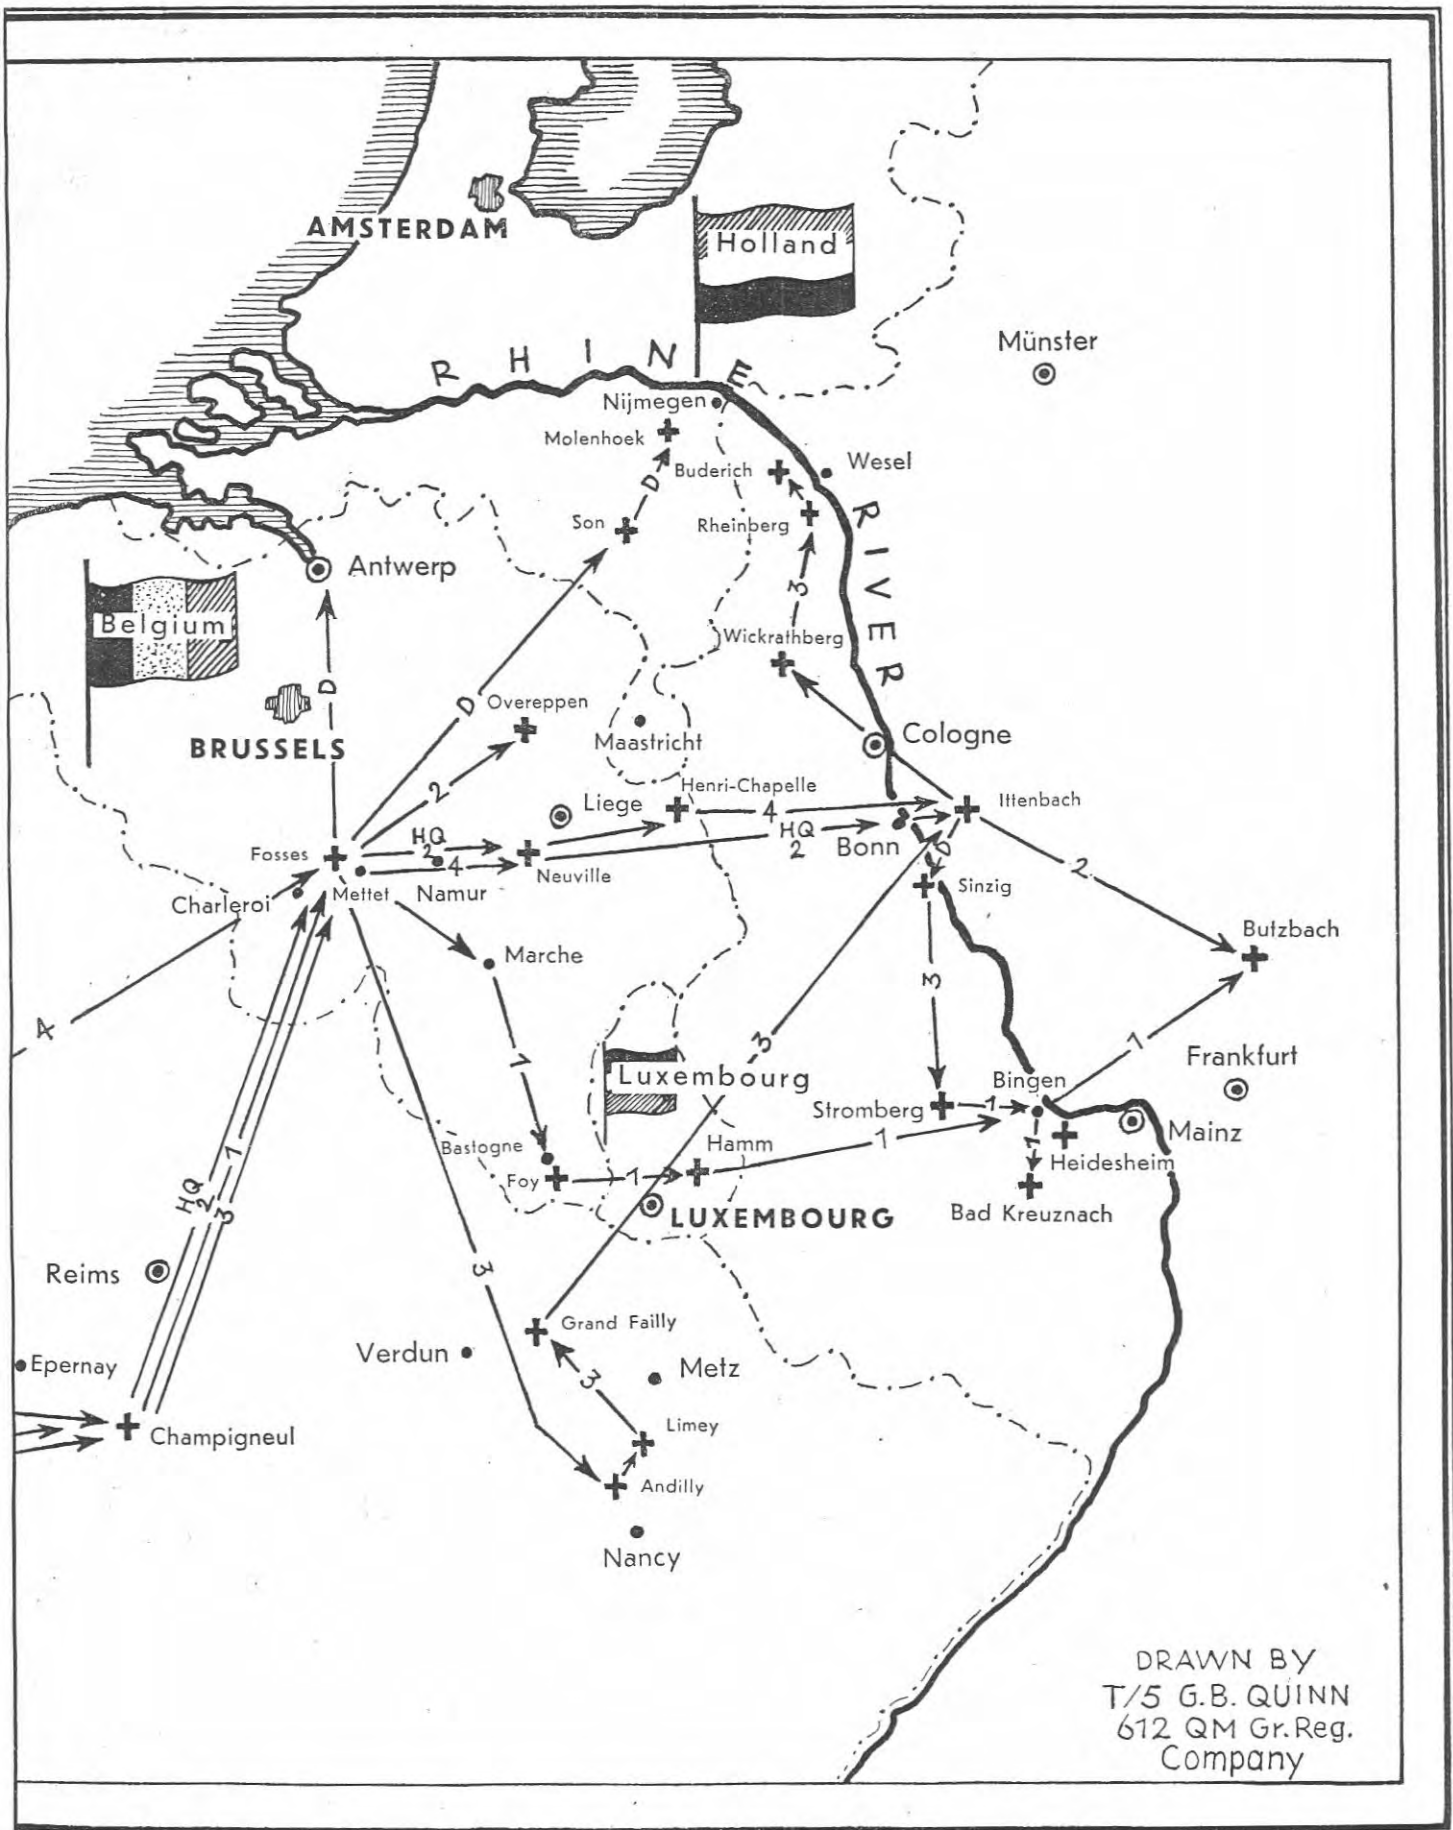 AMSTERDAM
Holland
Münster
RHINE
Nijmegen
Molenhoek
D
Buderich
Wesel
Son
Rheinberg
RIVER
3
Antwerp
Belgium
Wickrathberg
D
D
Overeppen
BRUSSELS
Maastricht
Cologne
2
Henri-Chapelle
Liege
4
Ittenbach
HQ
2
HQ
2
Bonn
D
Fosses
4
Neuville
2
Mettet
Namur
Sinzig
Charleroi
Butzbach
Marche
3
4
3
1
1
Frankfurt
Luxembourg
Bingen
Stromberg
1
Mainz
1
1
Heidesheim
Bastogne
Hamm
Foy
1
1
HQ
2
3
LUXEMBOURG
Bad Kreuznach
Reims
3
Grand Failly
Verdun
Metz
Epernay
3
Limey
Champigneul
Andilly
Nancy
DRAWN BY
T/5 G.B. QUINN
612 QM Gr.Reg.
Company